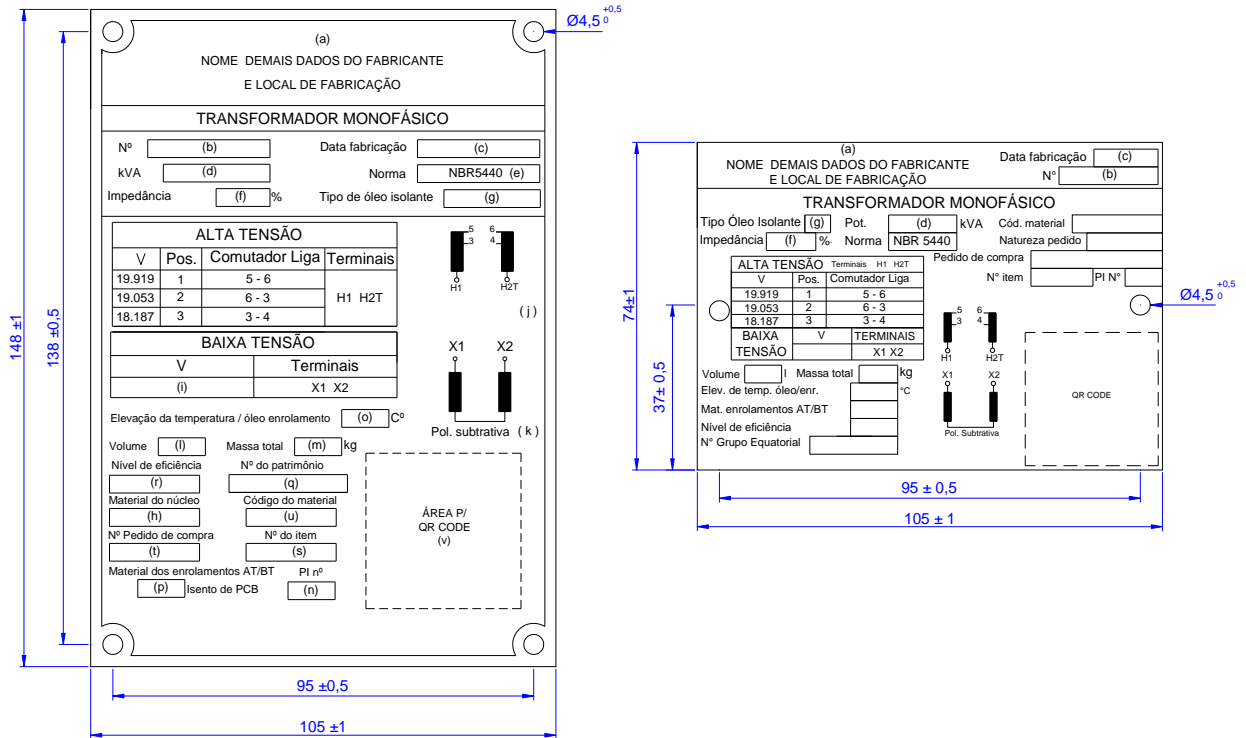 (a)
NOME DEMAIS DADOS DO FABRICANTE
E LOCAL DE FABRICAÇÃO
TRANSFORMADOR MONOFÁSICO
Nº (b) Data fabricação (c)
kVA (d) Norma NBR5440 (e)
Impedância (f) % Tipo de óleo isolante (g)
ALTA TENSÃO
V Pos. Comutador Liga Terminais
19.919 1 5 - 6
19.053 2 6 - 3 H1 H2T
18.187 3 3 - 4
5 6
3 4
H1 H2T
(j)
BAIXA TENSÃO
V Terminais
(i) X1 X2
X1 X2
Pol. subtrativa (k)
Elevação da temperatura / óleo enrolamento (o) Cº
Volume (l) Massa total (m) kg
Nível de eficiência Nº do patrimônio
(r) (q)
Material do núcleo Código do material
(h) (u)
Nº Pedido de compra Nº do item
(t) (s)
Material dos enrolamentos AT/BT PI nº
(p) Isento de PCB (n)
ÁREA P/
QR CODE
(v)
Ø4,5 +0,5 0
148 ±1
138 ±0,5
95 ±0,5
105 ±1
(a)
NOME DEMAIS DADOS DO FABRICANTE
E LOCAL DE FABRICAÇÃO
Data fabricação (c)
N° (b)
TRANSFORMADOR MONOFÁSICO
Tipo Óleo Isolante (g) Pot. (d) kVA Cód. material
Impedância (f) %. Norma NBR 5440 Natureza pedido
Pedido de compra
N° item PI N°
ALTA TENSÃO Terminais H1 H2T
V Pos. Comutador Liga
19.919 1 5 - 6
19.053 2 6 - 3
18.187 3 3 - 4
BAIXA V TERMINAIS
TENSÃO X1 X2
5 6
3 4
H1 H2T
X1 X2
Pol. Subtrativa
Volume l Massa total kg
Elev. de temp. óleo/enr. °C
Mat. enrolamentos AT/BT
Nível de eficiência
N° Grupo Equatorial
QR CODE
Ø4,5 +0,5 0
74±1
37± 0,5
95 ± 0,5
105 ± 1